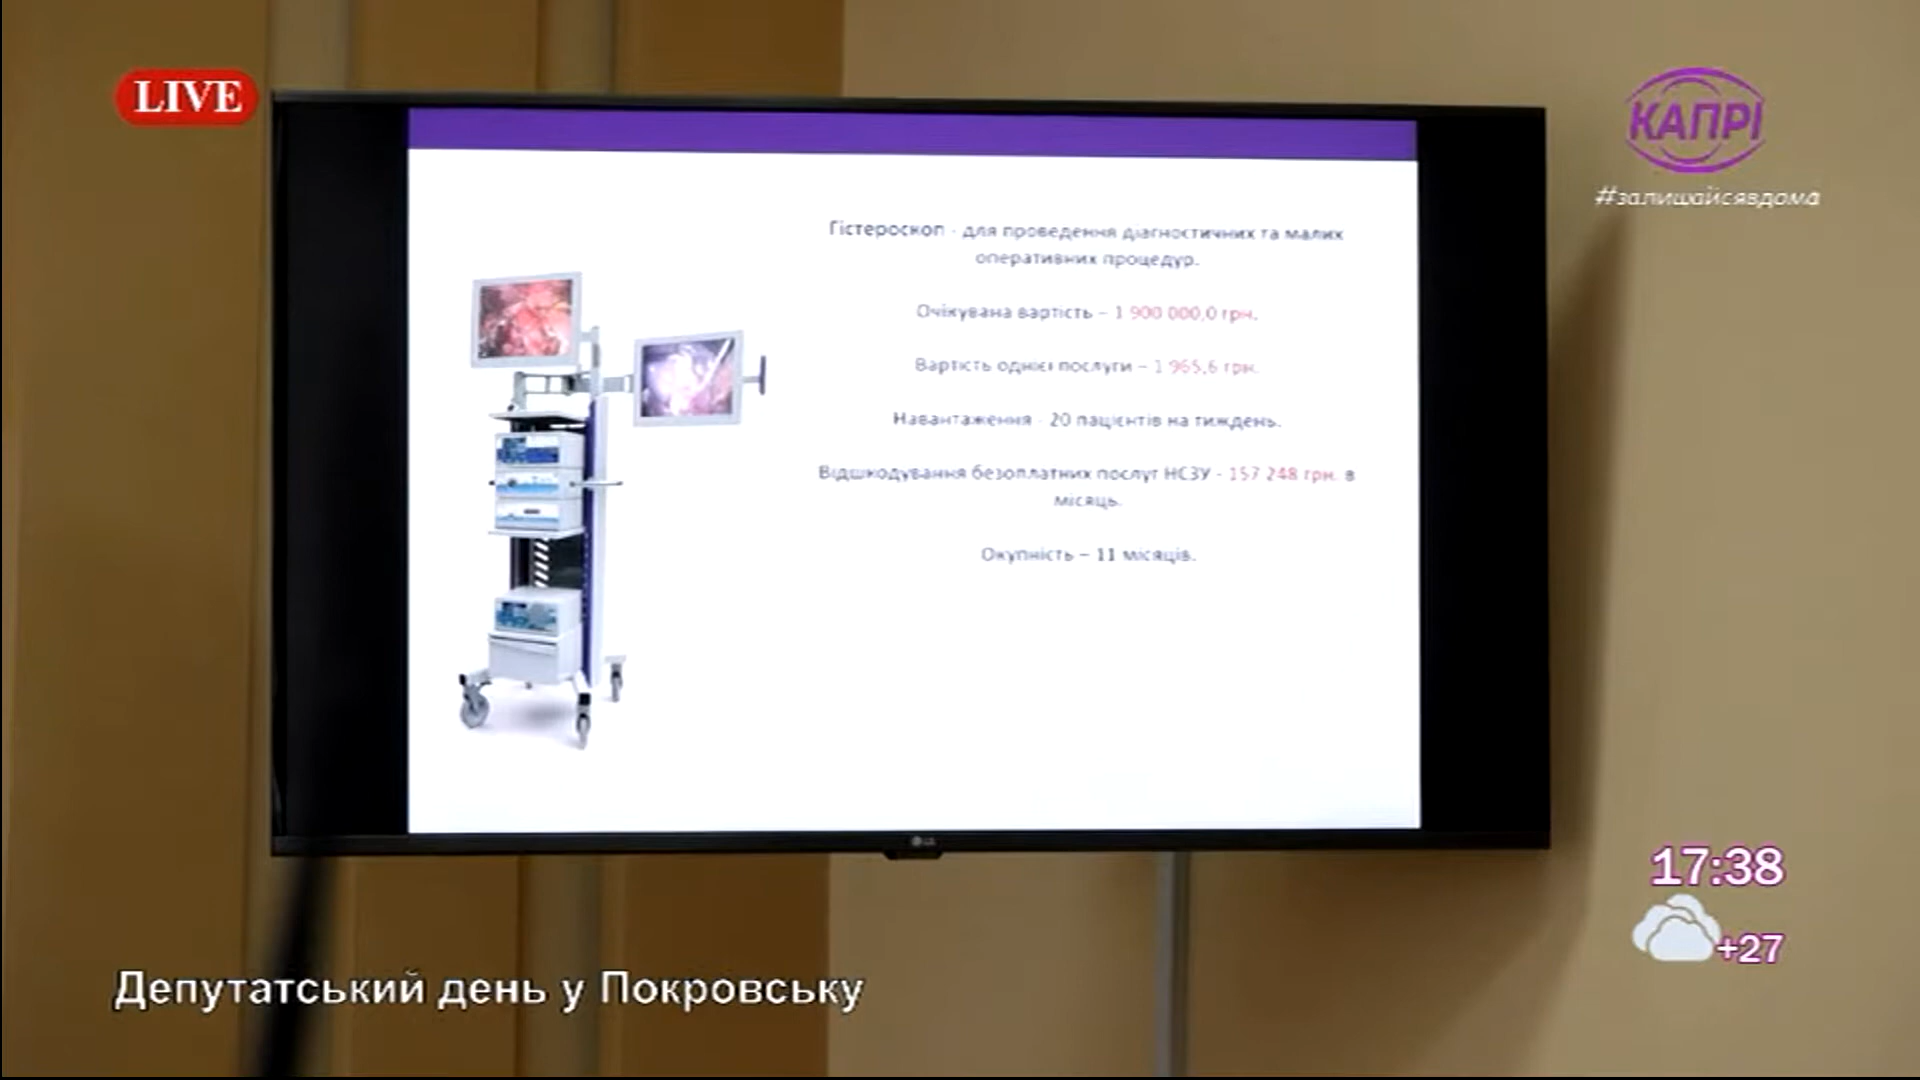 LIVE
КАПРІ
#залишайсявдома
Гістероскоп - для проведення діагностичних та малих
оперативних процедур.
Очікувана вартість – 1 900 000,0 грн.
Вартість однієї послуги – 1 965,6 грн.
Навантаження - 20 пацієнтів на тиждень.
Відшкодування безоплатних послуг НСЗУ - 157 248 грн. в
місяць.
Окупність – 11 місяців.
LG
17:38
+27
Депутатський день у Покровську